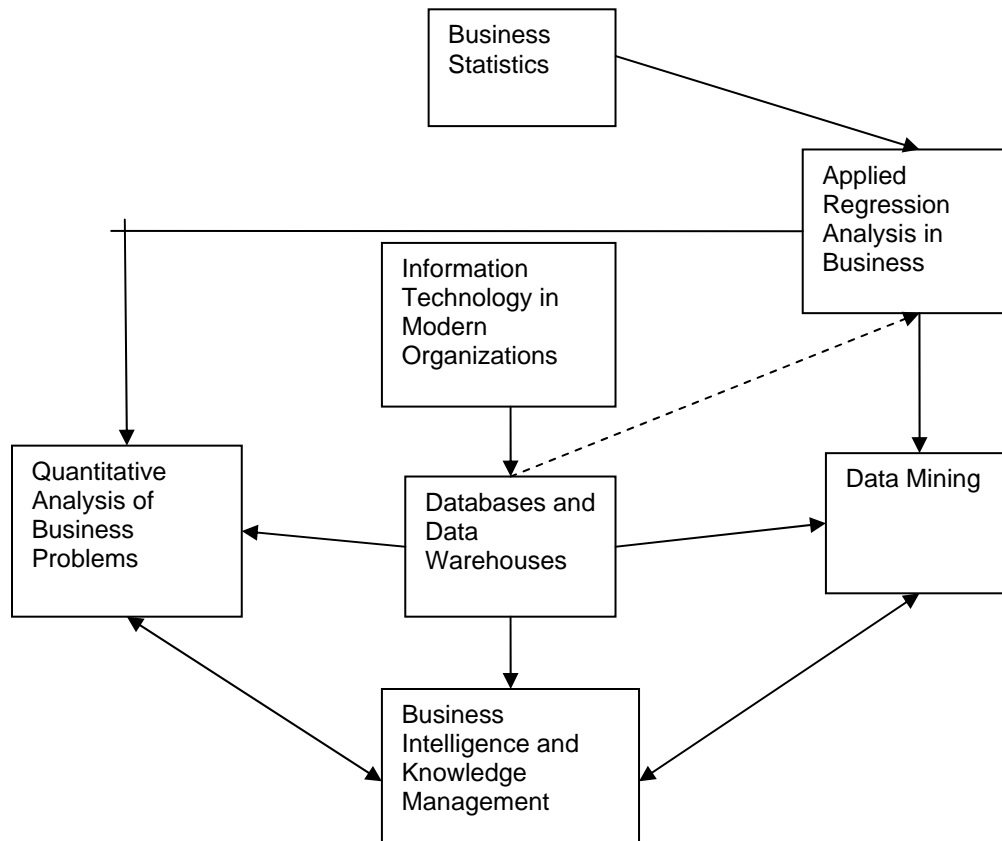 Business
Statistics
Applied
Regression
Analysis in
Business
Information
Technology in
Modern
Organizations
Quantitative
Analysis of
Business
Problems
Databases and
Data
Warehouses
Data Mining
Business
Intelligence and
Knowledge
Management